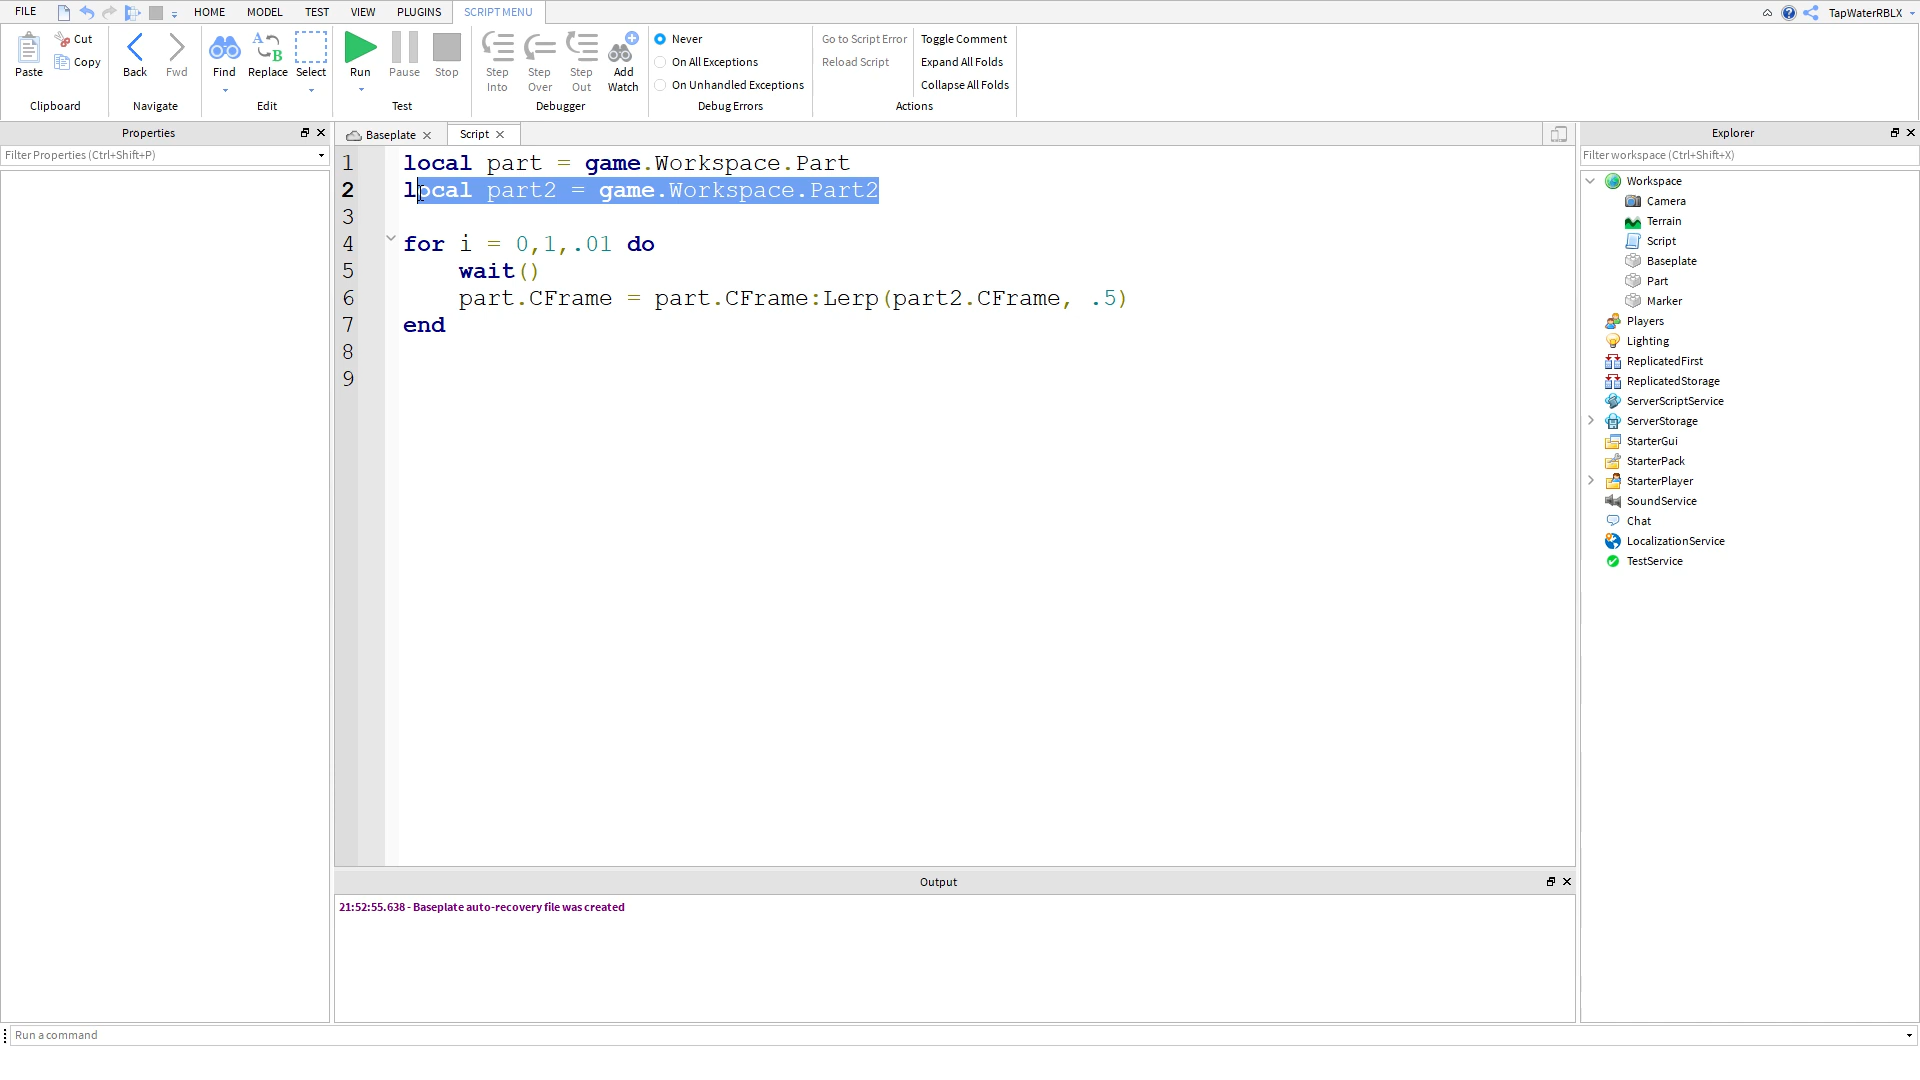 FILE HOME MODEL TEST VIEW PLUGINS SCRIPT MENU TapWaterRBLX
Paste Cut Copy Back Fwd Find Replace Select Run Pause Stop Step Into Step Over Step Out Add Watch
Never
On All Exceptions
On Unhandled Exceptions
Go to Script Error
Reload Script
Toggle Comment
Expand All Folds
Collapse All Folds
Clipboard Navigate Edit Test Debugger Debug Errors Actions
Properties
Filter Properties (Ctrl+Shift+P)
Baseplate Script
1 local part = game.Workspace.Part
2 local part2 = game.Workspace.Part2
3
4 for i = 0,1,.01 do
5 wait()
6 part.CFrame = part.CFrame:Lerp(part2.CFrame, .5)
7 end
8
9
Output
21:52:55.638 - Baseplate auto-recovery file was created
Explorer
Filter workspace (Ctrl+Shift+X)
Workspace
Camera
Terrain
Script
Baseplate
Part
Marker
Players
Lighting
ReplicatedFirst
ReplicatedStorage
ServerScriptService
ServerStorage
StarterGui
StarterPack
StarterPlayer
SoundService
Chat
LocalizationService
TestService
Run a command